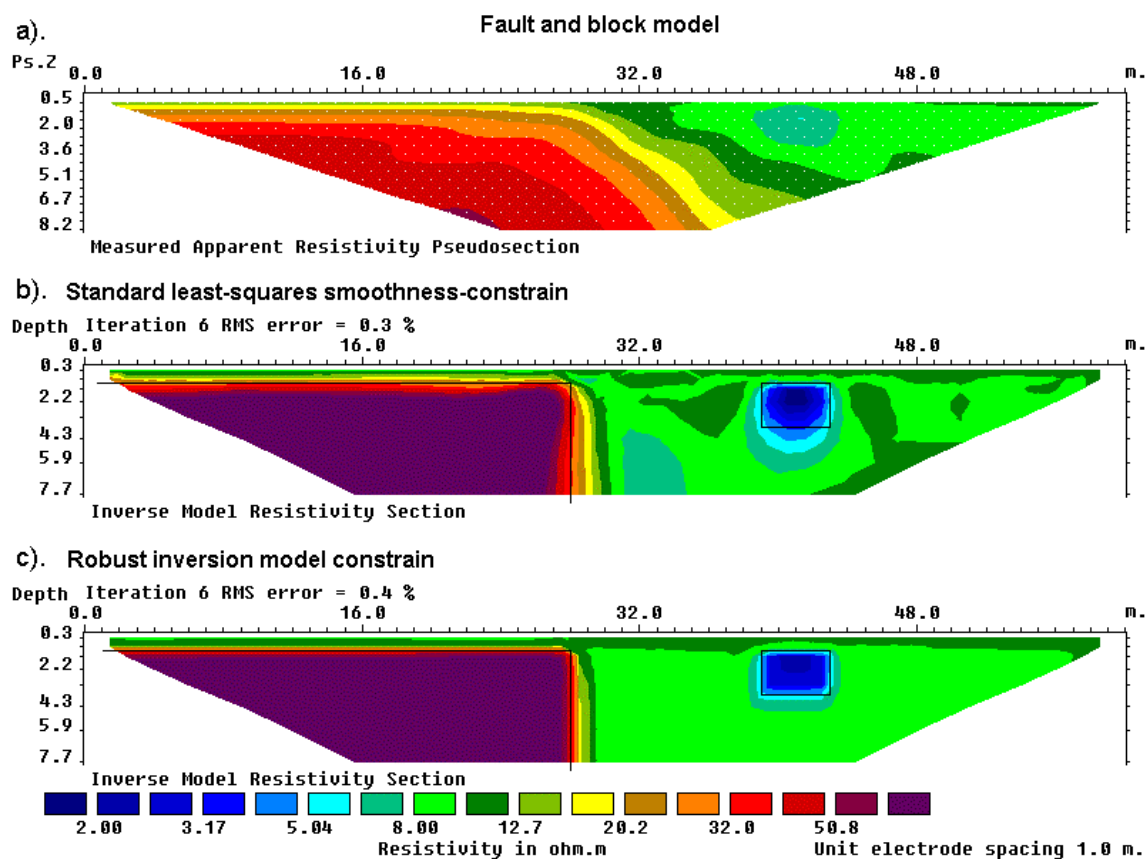 Fault and block model
a).
Ps.Z 0.0 16.0 32.0 48.0 m.
0.5
2.0
3.6
5.1
6.7
8.2
Measured Apparent Resistivity Pseudosection
b). Standard least-squares smoothness-constrain
Depth Iteration 6 RMS error = 0.3 %
0.0 16.0 32.0 48.0 m.
0.3
2.2
4.3
5.9
7.7
Inverse Model Resistivity Section
c). Robust inversion model constrain
Depth Iteration 6 RMS error = 0.4 %
0.0 16.0 32.0 48.0 m.
0.3
2.2
4.3
5.9
7.7
Inverse Model Resistivity Section
2.00 3.17 5.04 8.00 12.7 20.2 32.0 50.8
Resistivity in ohm.m Unit electrode spacing 1.0 m.